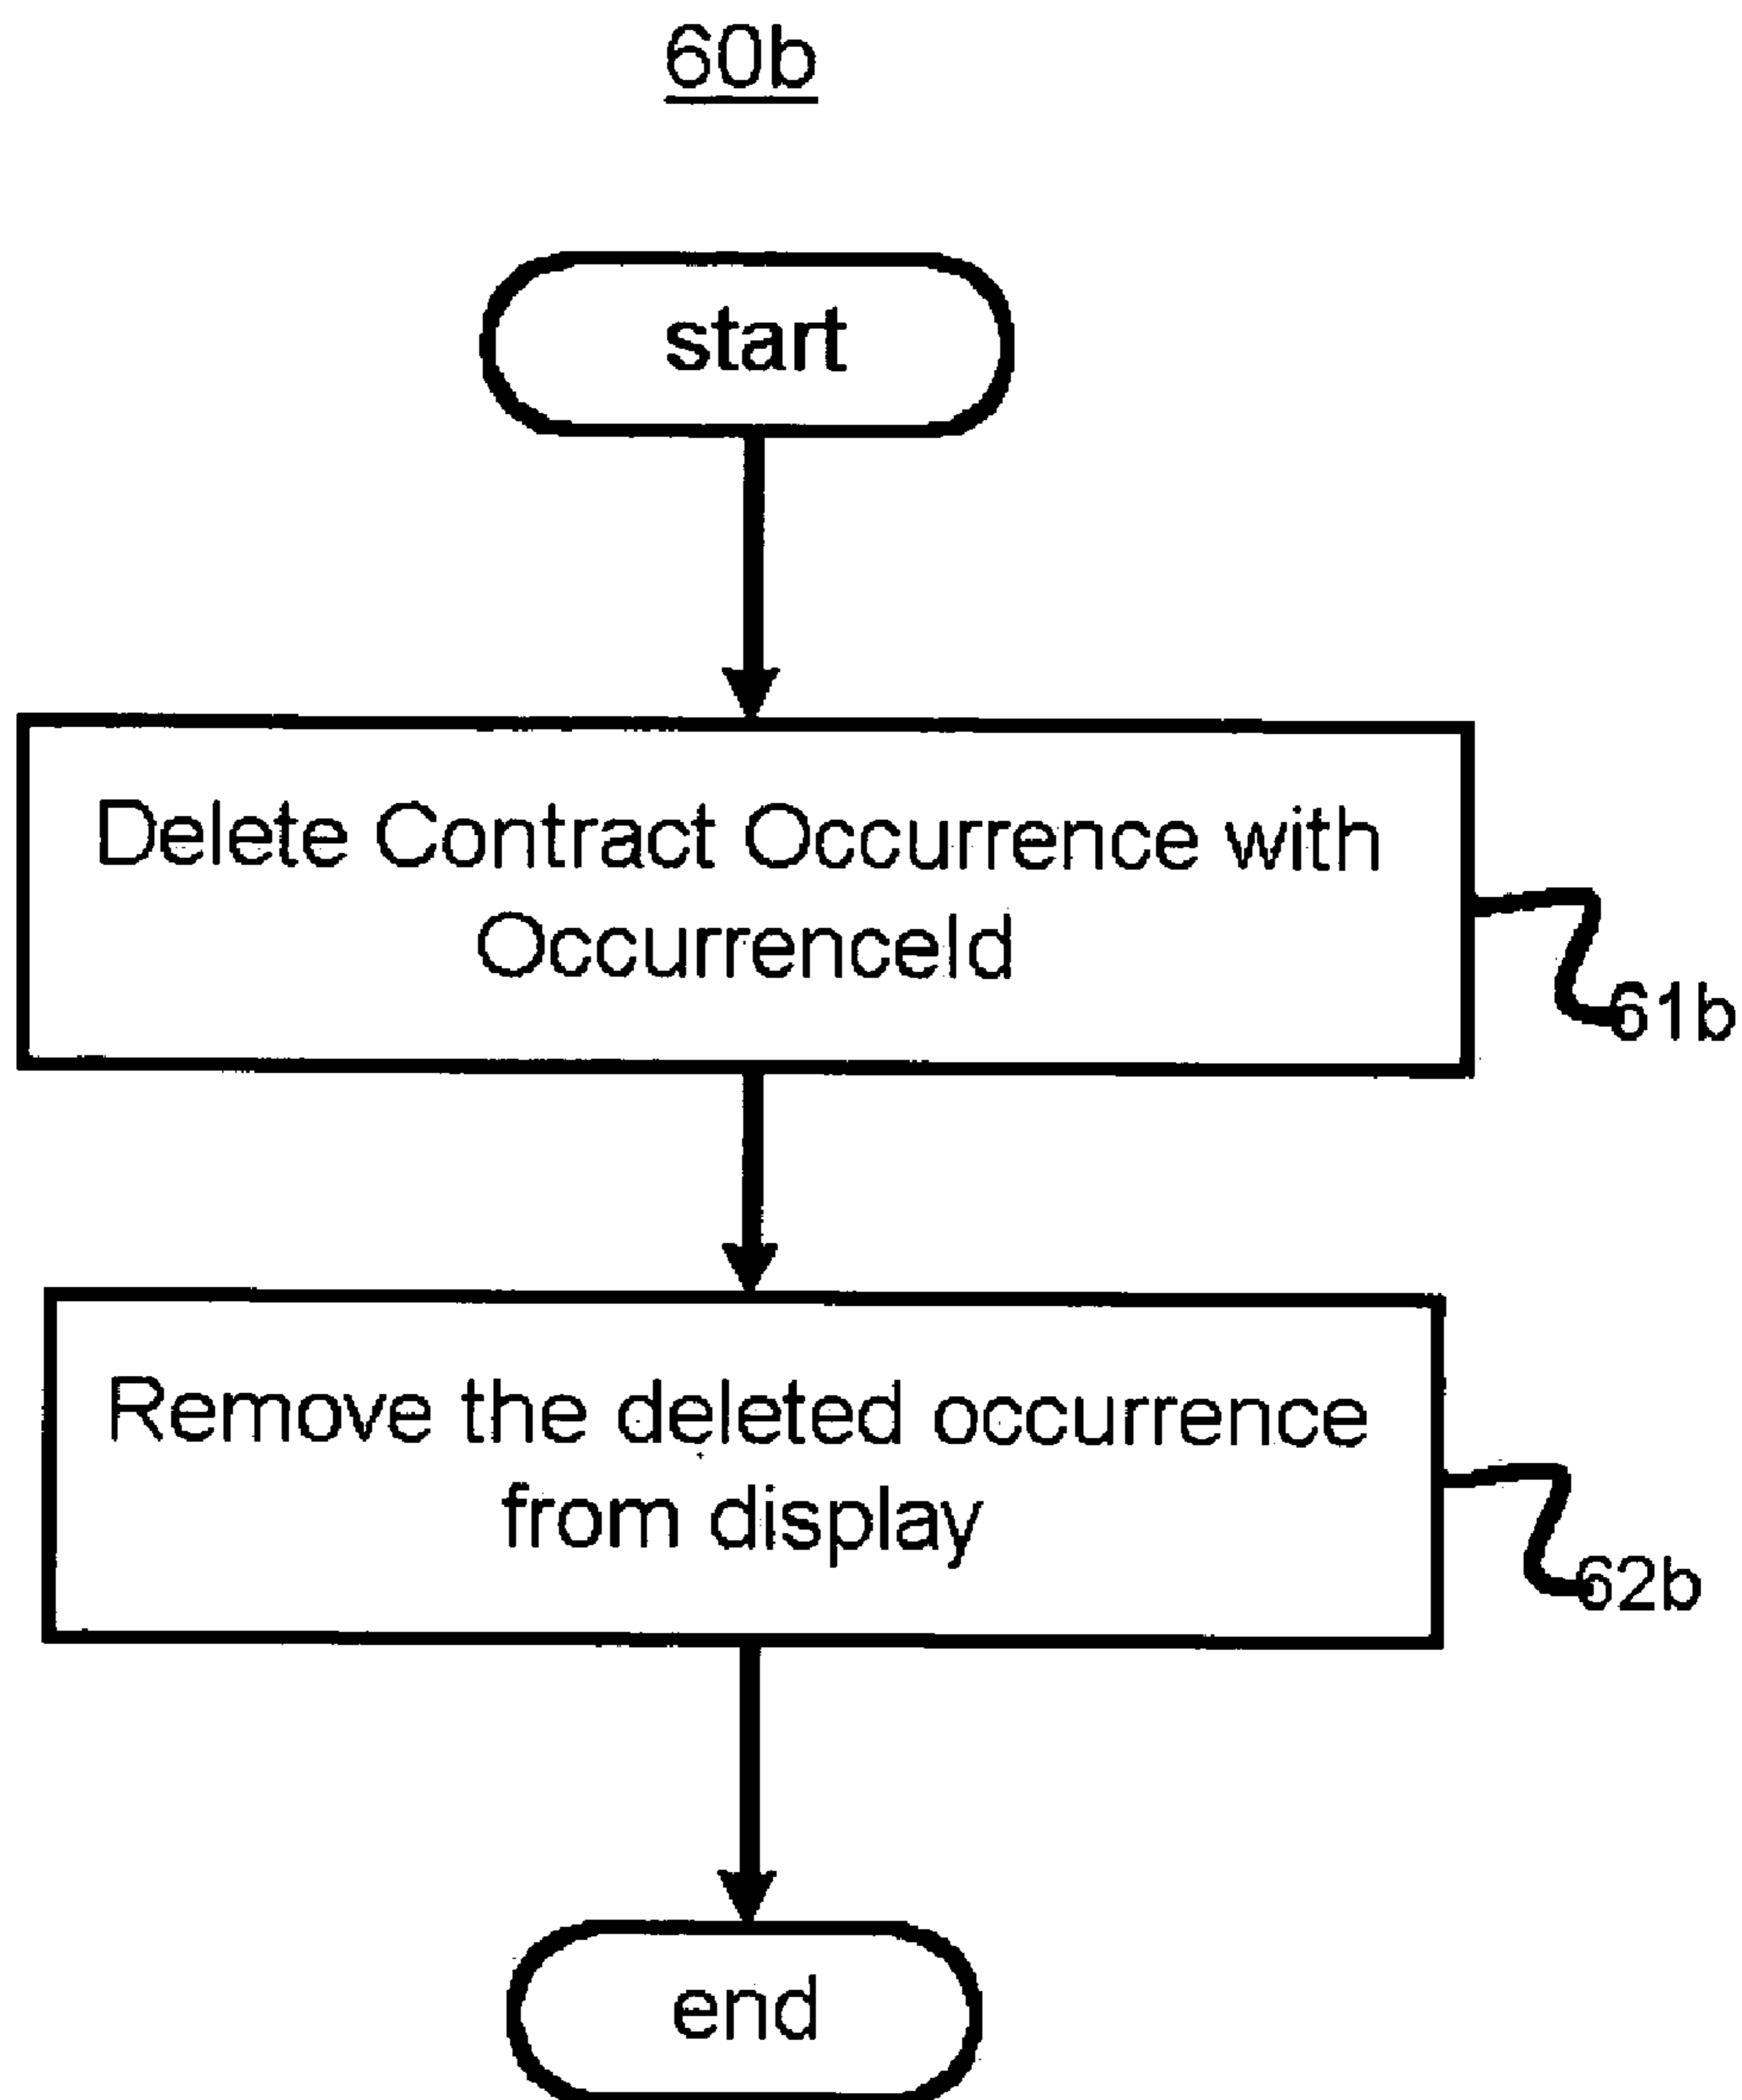 60b
start
Delete Contract Occurrence with
OccurrenceId
61b
Remove the deleted occurrence
from display
62b
end